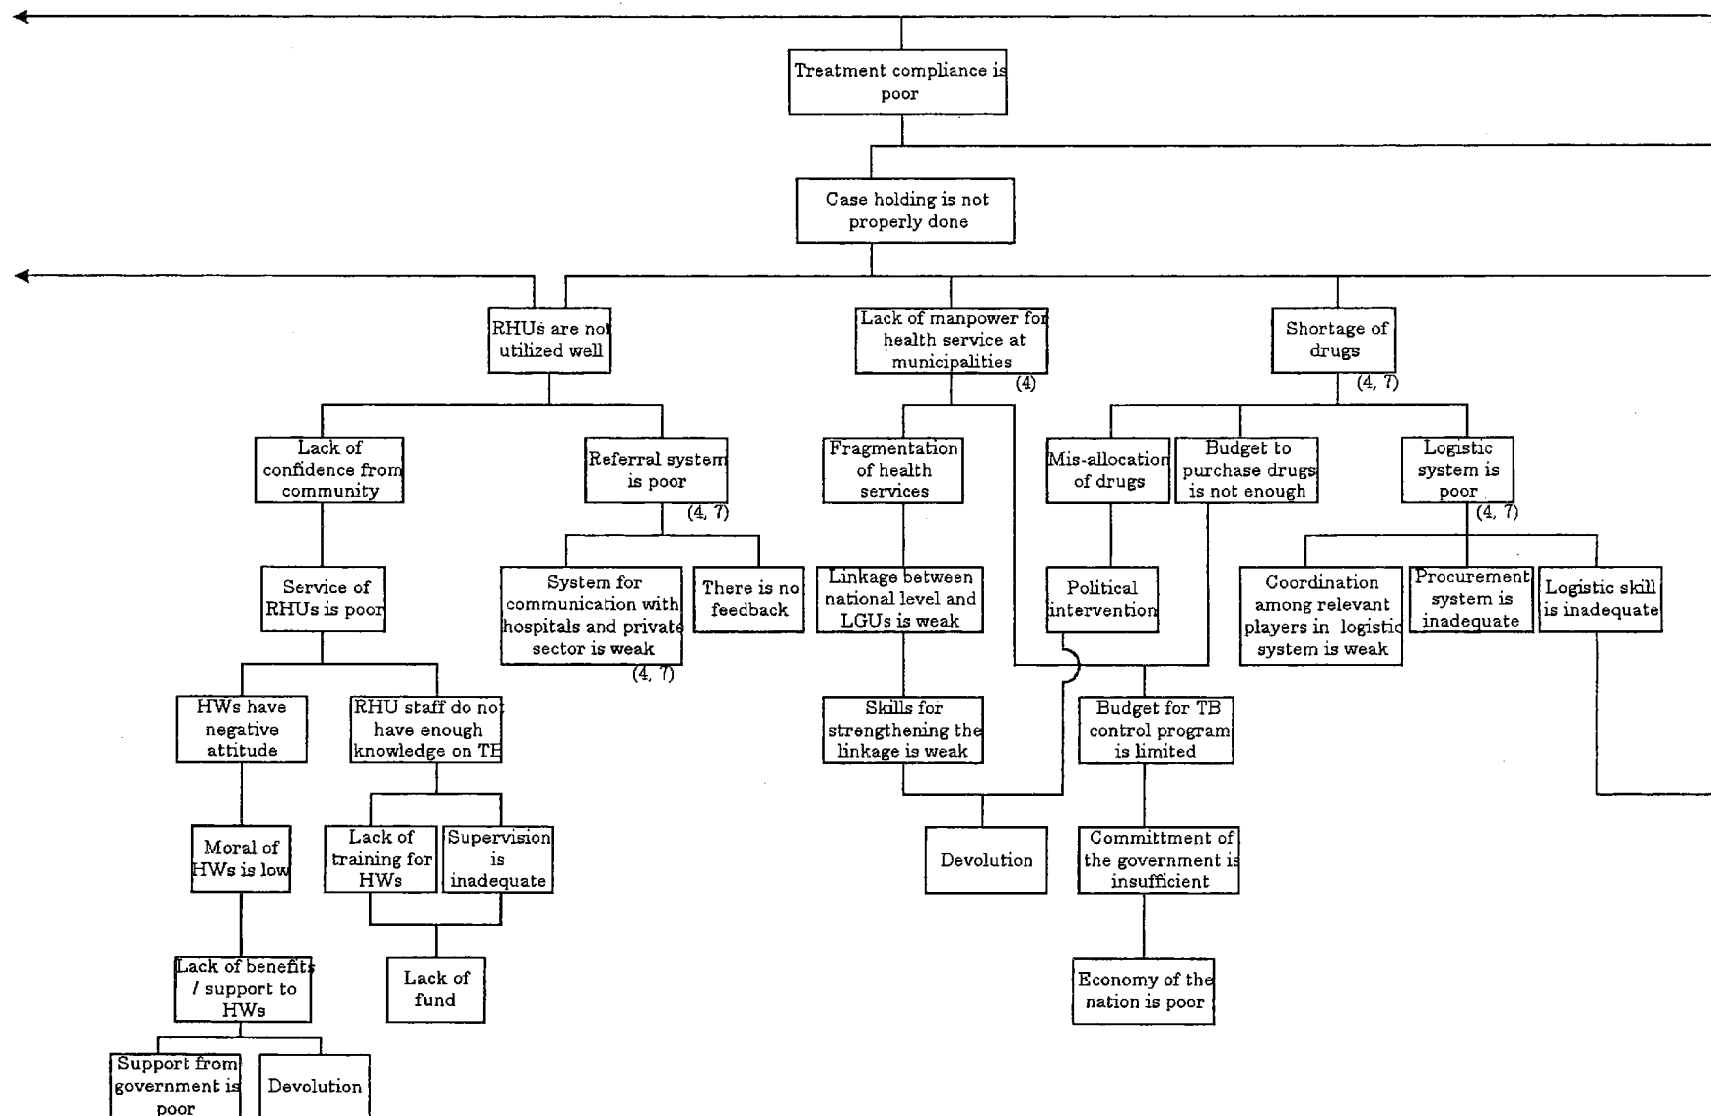 Treatment compliance is
poor
Case holding is not
properly done
RHUs are not
utilized well
Lack of manpower for
health service at
municipalities
(4)
Shortage of
drugs
(4, 7)
Lack of
confidence from
community
Referral system
is poor
(4, 7)
Fragmentation
of health
services
Mis-allocation
of drugs
Budget to
purchase drugs
is not enough
Logistic
system is
poor
(4, 7)
Service of
RHUs is poor
System for
communication with
hospitals and private
sector is weak
(4, 7)
There is no
feedback
Linkage between
national level and
LGUs is weak
Political
intervention
Coordination
among relevant
players in logistic
system is weak
Procurement
system is
inadequate
Logistic skill
is inadequate
HWs have
negative
attitude
RHU staff do not
have enough
knowledge on TB
Skills for
strengthening the
linkage is weak
Budget for TB
control program
is limited
Moral of
HWs is low
Lack of
training for
HWs
Supervision
is
inadequate
Devolution
Committment of
the government is
insufficient
Lack of benefits
/ support to
HWs
Lack of
fund
Economy of the
nation is poor
Support from
government is
poor
Devolution